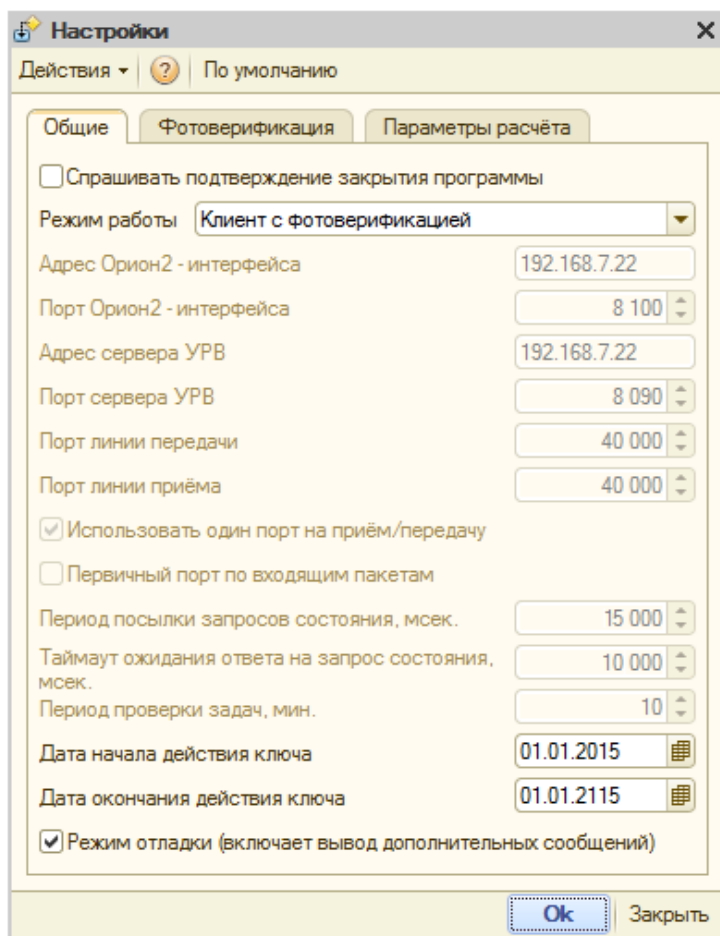 Настройки
Действия ? По умолчанию
Общие Фотоверификация Параметры расчёта
Спрашивать подтверждение закрытия программы
Режим работы Клиент с фотоверификацией
Адрес Орион2 - интерфейса 192.168.7.22
Порт Орион2 - интерфейса 8 100
Адрес сервера УРВ 192.168.7.22
Порт сервера УРВ 8 090
Порт линии передачи 40 000
Порт линии приёма 40 000
Использовать один порт на приём/передачу
Первичный порт по входящим пакетам
Период посылки запросов состояния, мсек. 15 000
Таймаут ожидания ответа на запрос состояния, 10 000
мсек.
Период проверки задач, мин. 10
Дата начала действия ключа 01.01.2015
Дата окончания действия ключа 01.01.2115
Режим отладки (включает вывод дополнительных сообщений)
Ok Закрыть